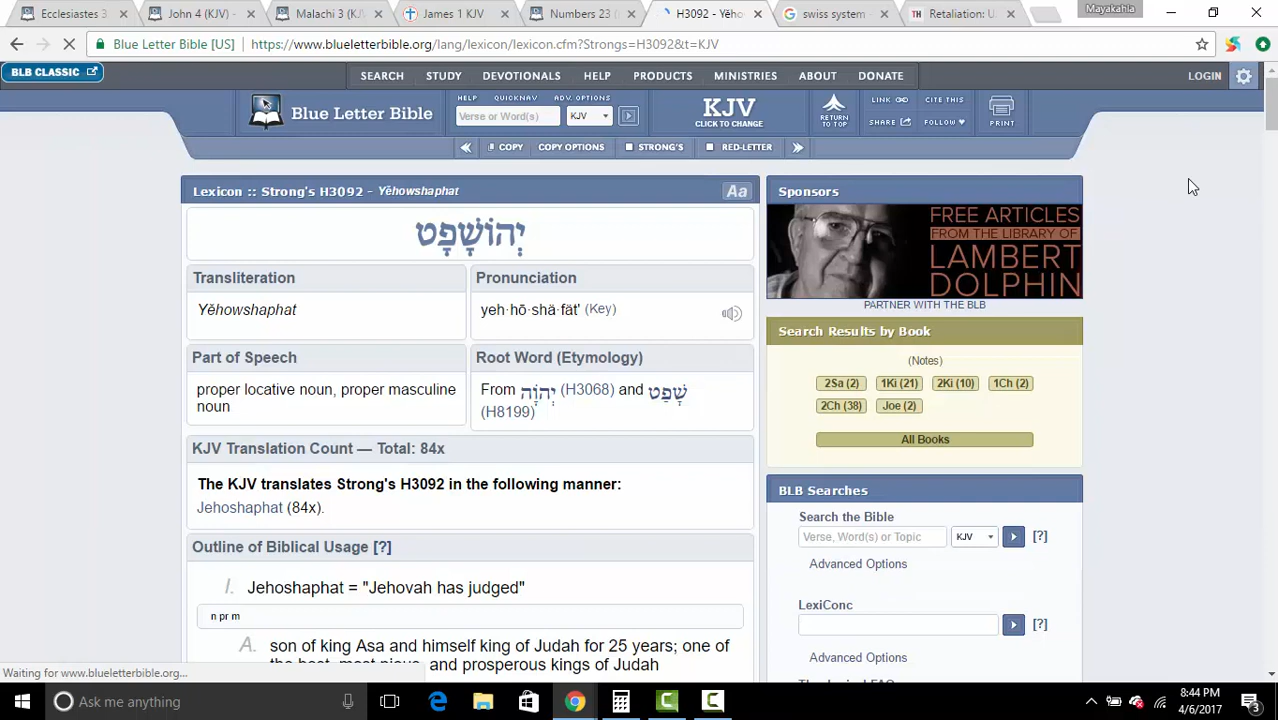 Ecclesiastes 3
John 4 (KJV) -
Malachi 3 (KJV
James 1 KJV
Numbers 23 (
H3092 - Yĕho
swiss system -
Retaliation: U
Mayakahla
Blue Letter Bible [US]
https://www.blueletterbible.org/lang/lexicon/lexicon.cfm?Strongs=H3092&t=KJV
BLB CLASSIC
SEARCH STUDY DEVOTIONALS HELP PRODUCTS MINISTRIES ABOUT DONATE
LOGIN
Blue Letter Bible
HELP QUICKNAV ADV. OPTIONS
Verse or Word(s)
KJV
KJV
CLICK TO CHANGE
RETURN
TO TOP
LINK
CITE THIS
SHARE
FOLLOW
PRINT
COPY COPY OPTIONS STRONG'S RED-LETTER
Lexicon :: Strong's H3092 - Yĕhowshaphat
Aa
יְהוֹשָׁפָט
Transliteration
Yĕhowshaphat
Pronunciation
yeh·hō·shä·fät' (Key)
Part of Speech
proper locative noun, proper masculine
noun
Root Word (Etymology)
From יְהוָֹה (H3068) and שָׁפַט
(H8199)
KJV Translation Count — Total: 84x
The KJV translates Strong's H3092 in the following manner:
Jehoshaphat (84x).
Outline of Biblical Usage [?]
I. Jehoshaphat = "Jehovah has judged"
n pr m
A. son of king Asa and himself king of Judah for 25 years; one of
the best, most pious, and prosperous kings of Judah
Sponsors
FREE ARTICLES
FROM THE LIBRARY OF
LAMBERT
DOLPHIN
PARTNER WITH THE BLB
Search Results by Book
(Notes)
2Sa (2) 1Ki (21) 2Ki (10) 1Ch (2)
2Ch (38) Joe (2)
All Books
BLB Searches
Search the Bible
Verse, Word(s) or Topic
KJV
[?]
Advanced Options
LexiConc
[?]
Advanced Options
Waiting for www.blueletterbible.org...
Ask me anything
8:44 PM
4/6/2017
3